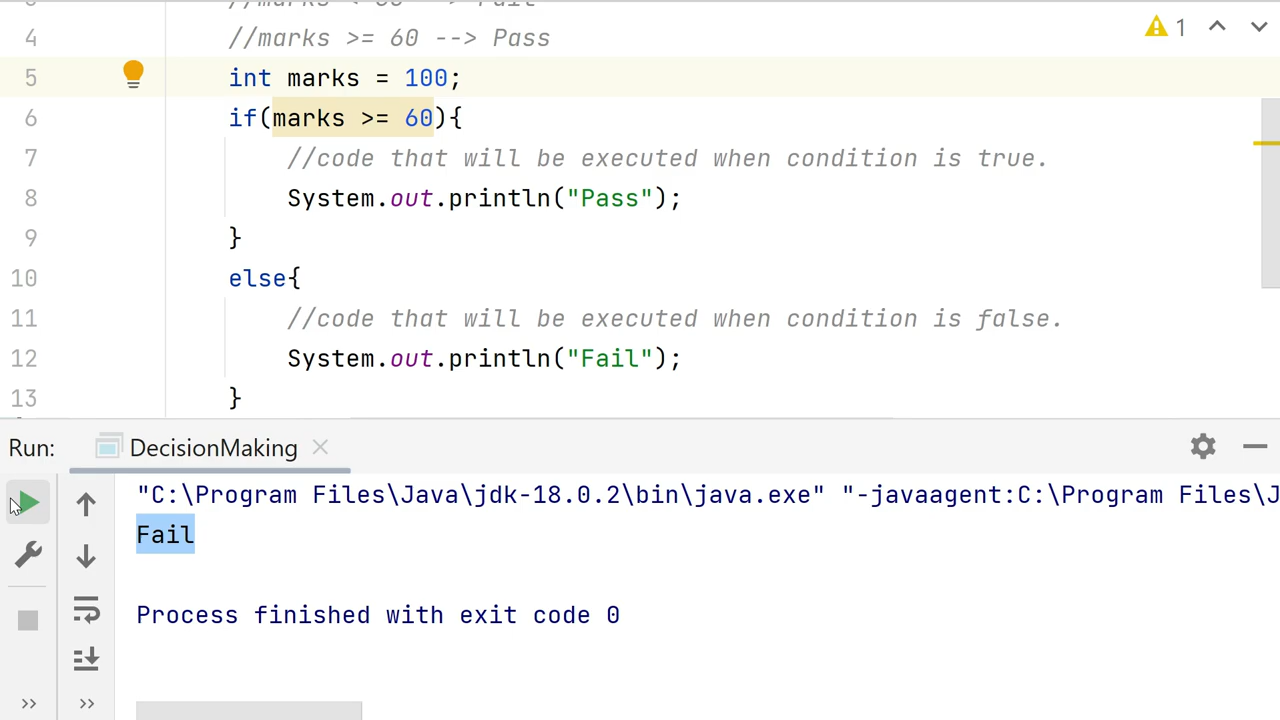 4 //marks >= 60 --> Pass
1
5 int marks = 100;
6 if(marks >= 60){
7 //code that will be executed when condition is true.
8 System.out.println("Pass");
9 }
10 else{
11 //code that will be executed when condition is false.
12 System.out.println("Fail");
13 }
Run: DecisionMaking
"C:\Program Files\Java\jdk-18.0.2\bin\java.exe" "-javaagent:C:\Program Files\J
Fail
Process finished with exit code 0